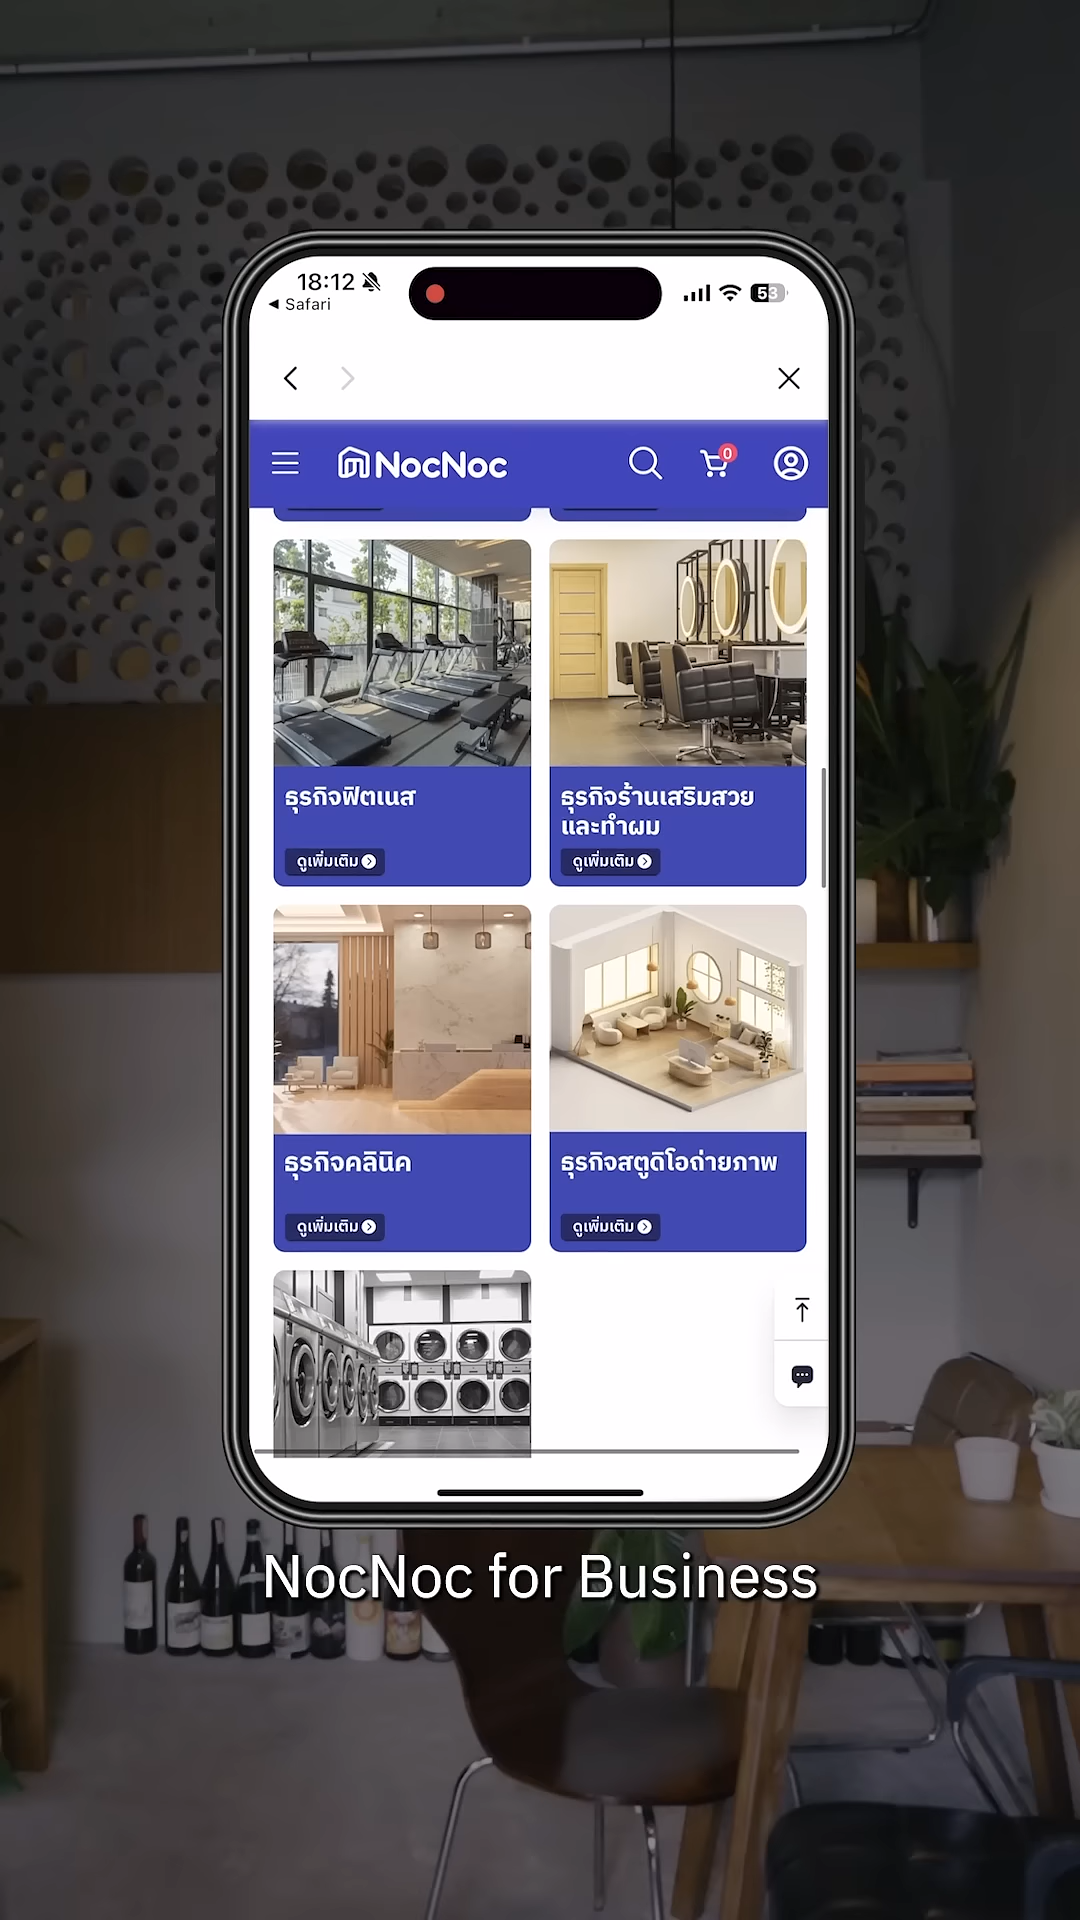 18:12
Safari
53
NocNoc
0
ธุรกิจฟิตเนส
ดูเพิ่มเติม
ธุรกิจร้านเสริมสวย
และทำผม
ดูเพิ่มเติม
ธุรกิจคลินิค
ดูเพิ่มเติม
ธุรกิจสตูดิโอถ่ายภาพ
ดูเพิ่มเติม
NocNoc for Business